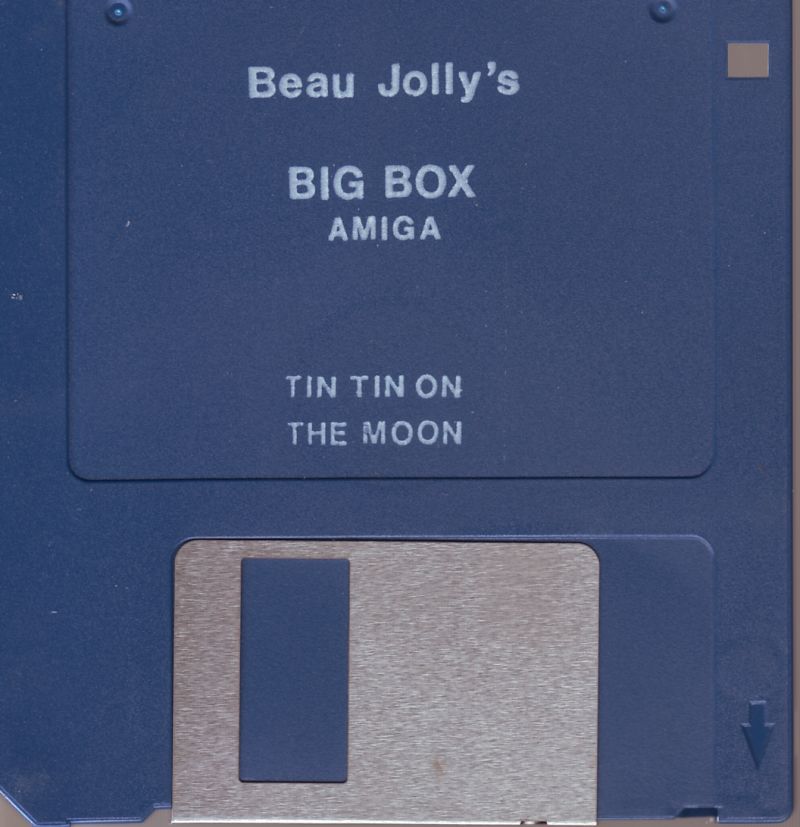 Beau Jolly's
BIG BOX
AMIGA
TIN TIN ON
THE MOON